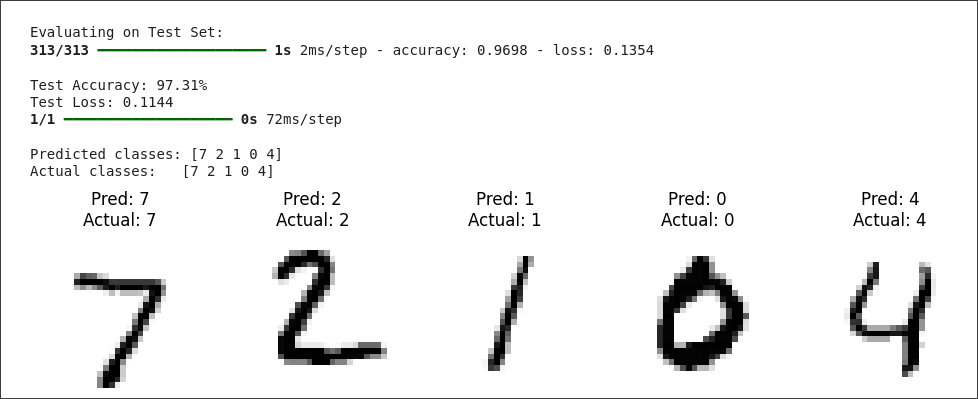 Evaluating on Test Set:
313/313 ━━━━━━━━━━━━━━━━━━━━ 1s 2ms/step - accuracy: 0.9698 - loss: 0.1354
Test Accuracy: 97.31%
Test Loss: 0.1144
1/1 ━━━━━━━━━━━━━━━━━━━━ 0s 72ms/step
Predicted classes: [7 2 1 0 4]
Actual classes:   [7 2 1 0 4]
Pred: 7 Pred: 2 Pred: 1 Pred: 0 Pred: 4
Actual: 7 Actual: 2 Actual: 1 Actual: 0 Actual: 4
7 2 1 0 4